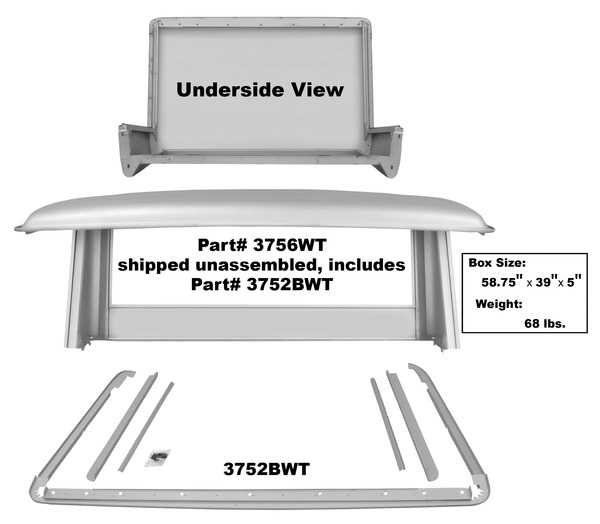 Underside View
Part# 3756WT
shipped unassembled, includes
Part# 3752BWT
Box Size:
58.75" x 39" x 5"
Weight:
68 lbs.
3752BWT